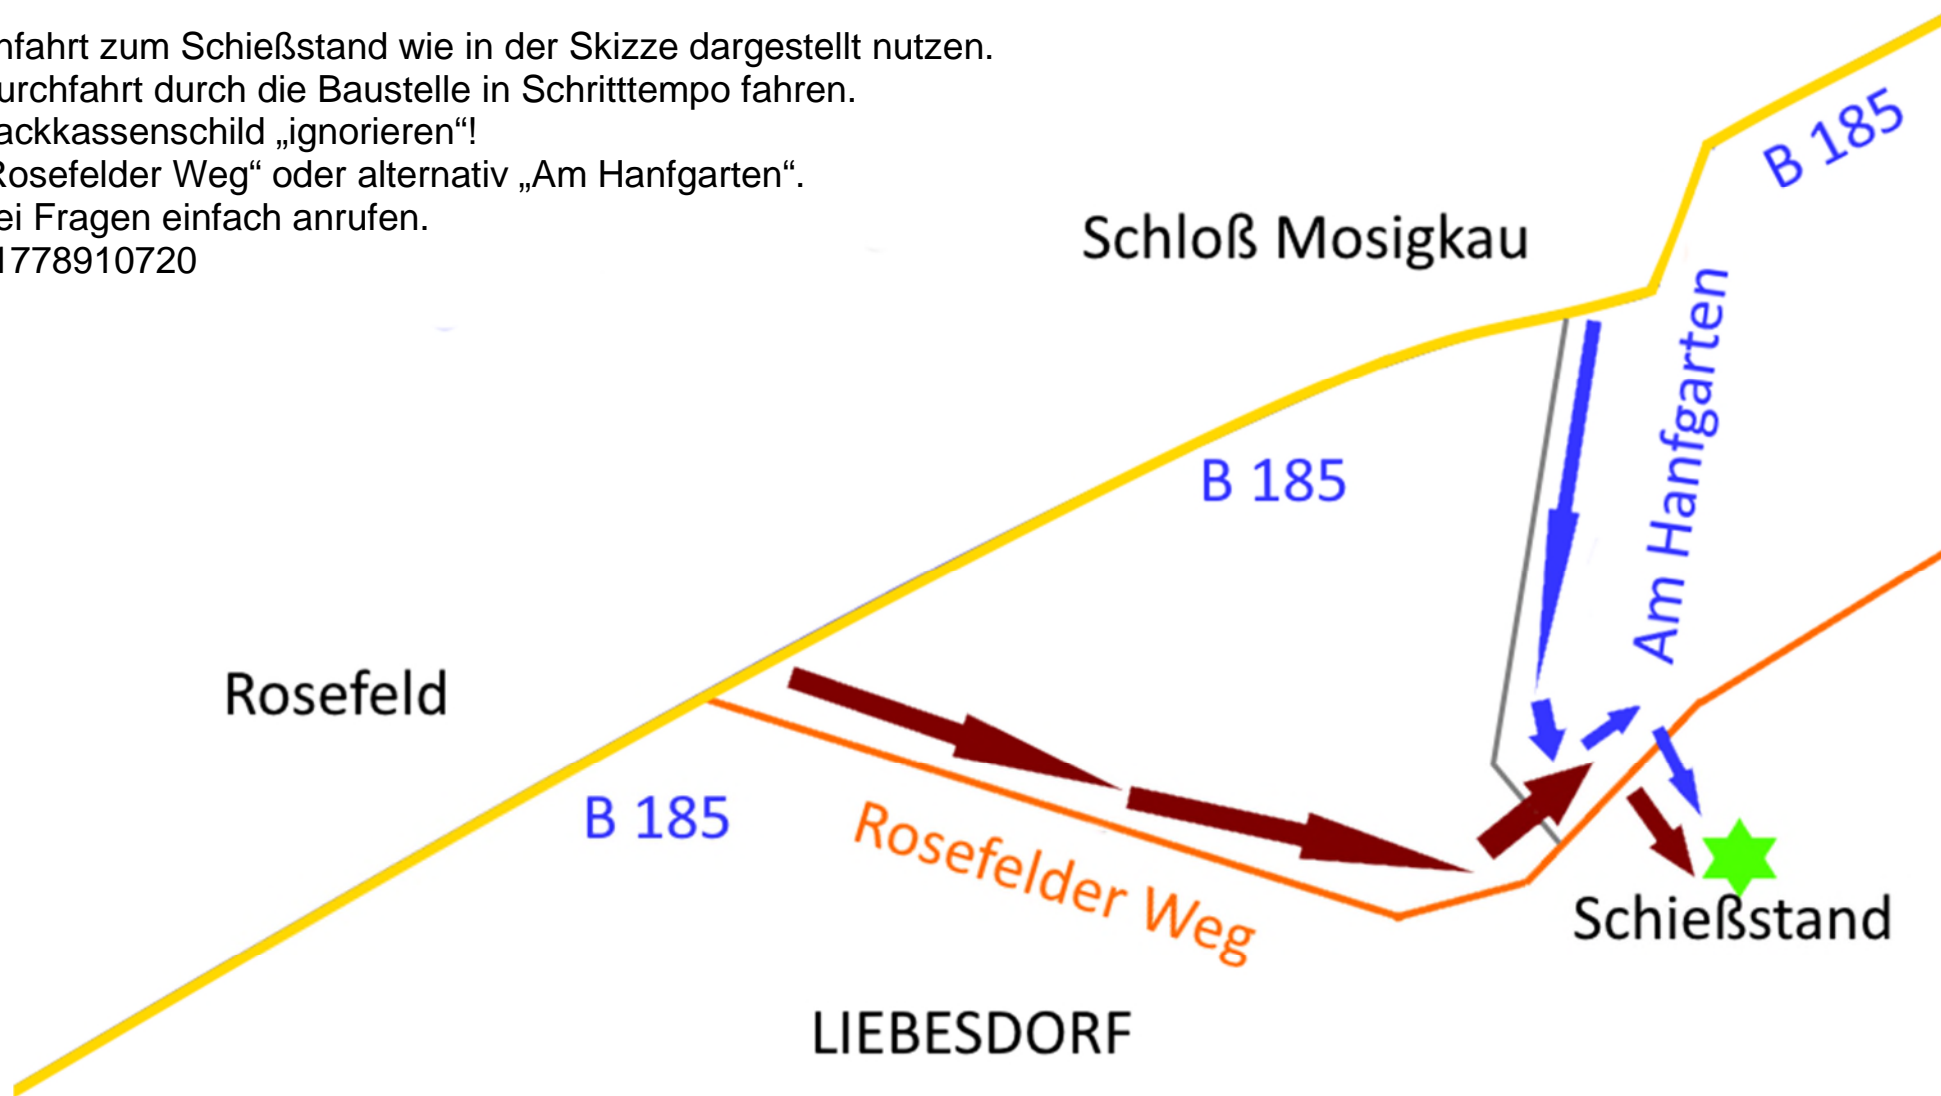 nfahrt zum Schießstand wie in der Skizze dargestellt nutzen.
urchfahrt durch die Baustelle in Schritttempo fahren.
ackkassenschild „ignorieren“!
Rosefelder Weg“ oder alternativ „Am Hanfgarten“.
ei Fragen einfach anrufen.
1778910720
B 185
Schloß Mosigkau
Am Hanfgarten
B 185
Rosefeld
B 185
Rosefelder Weg
Schießstand
LIEBESDORF